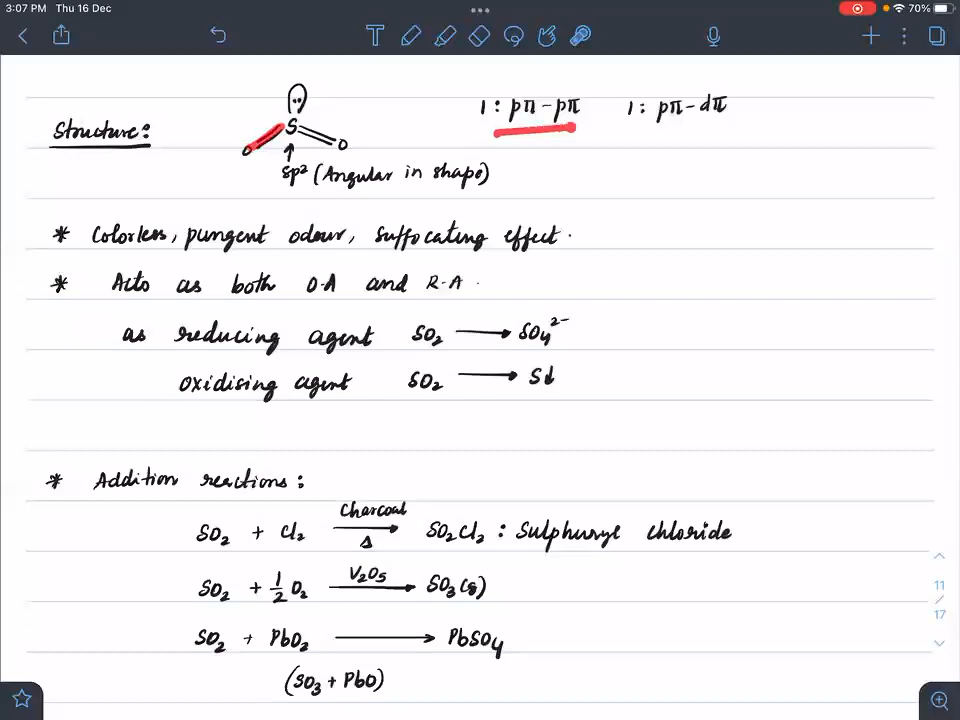 3:07 PM Thu 16 Dec
70%
1 : pπ - pπ 1 : pπ - dπ
Structure:
S
O O
sp² (Angular in shape)
* Colorless, pungent odour, suffocating effect.
* Acts as both O.A and R.A.
as reducing agent SO₂ → SO₄²⁻
oxidising agent SO₂ → S↓
* Addition reactions:
Charcoal
SO₂ + Cl₂ → SO₂Cl₂ : Sulphuryl chloride
Δ
V₂O₅
SO₂ + 1/2 O₂ → SO₃(g)
SO₂ + PbO₂ → PbSO₄
(SO₃ + PbO)
11
/
17